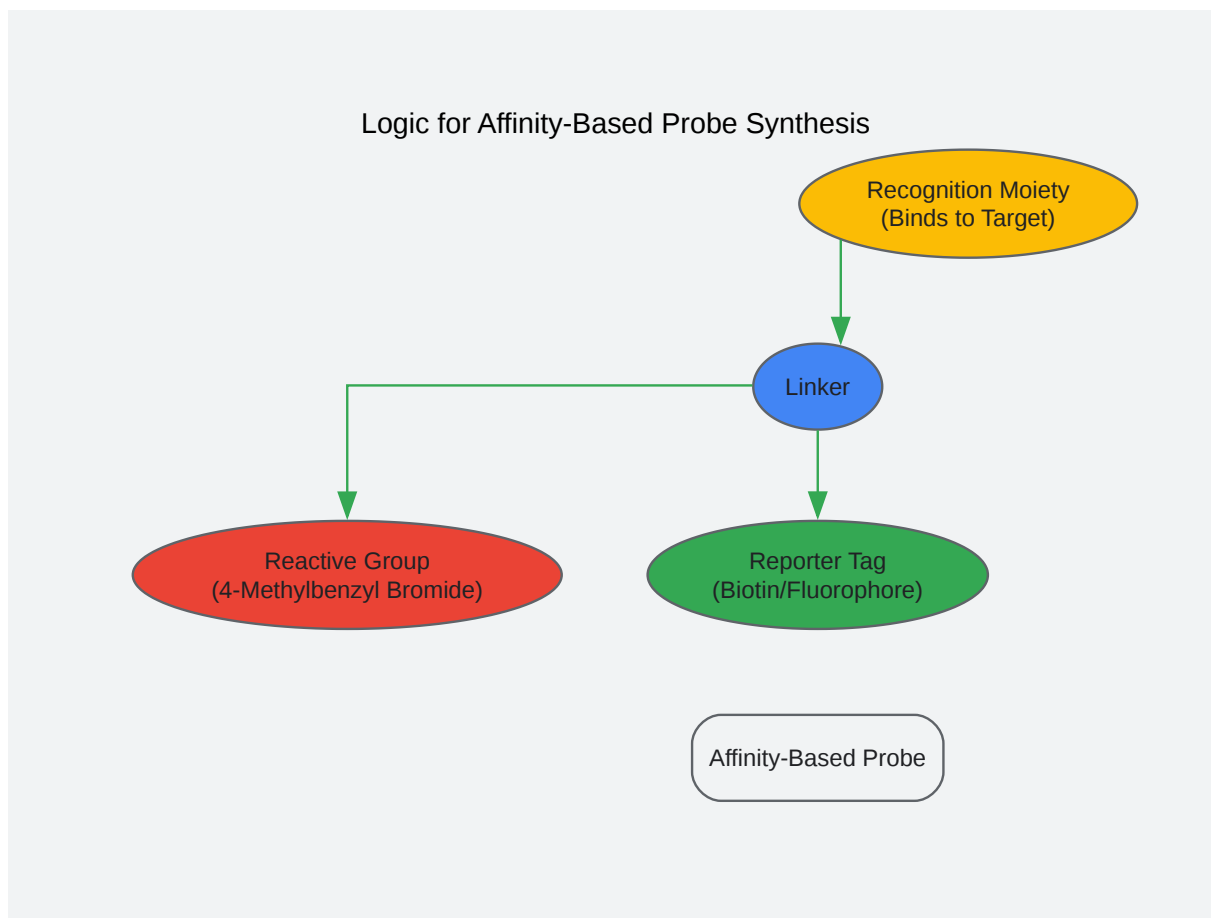 Logic for Affinity-Based Probe Synthesis
Recognition Moiety
(Binds to Target)
Linker
Reactive Group
(4-Methylbenzyl Bromide)
Reporter Tag
(Biotin/Fluorophore)
Affinity-Based Probe